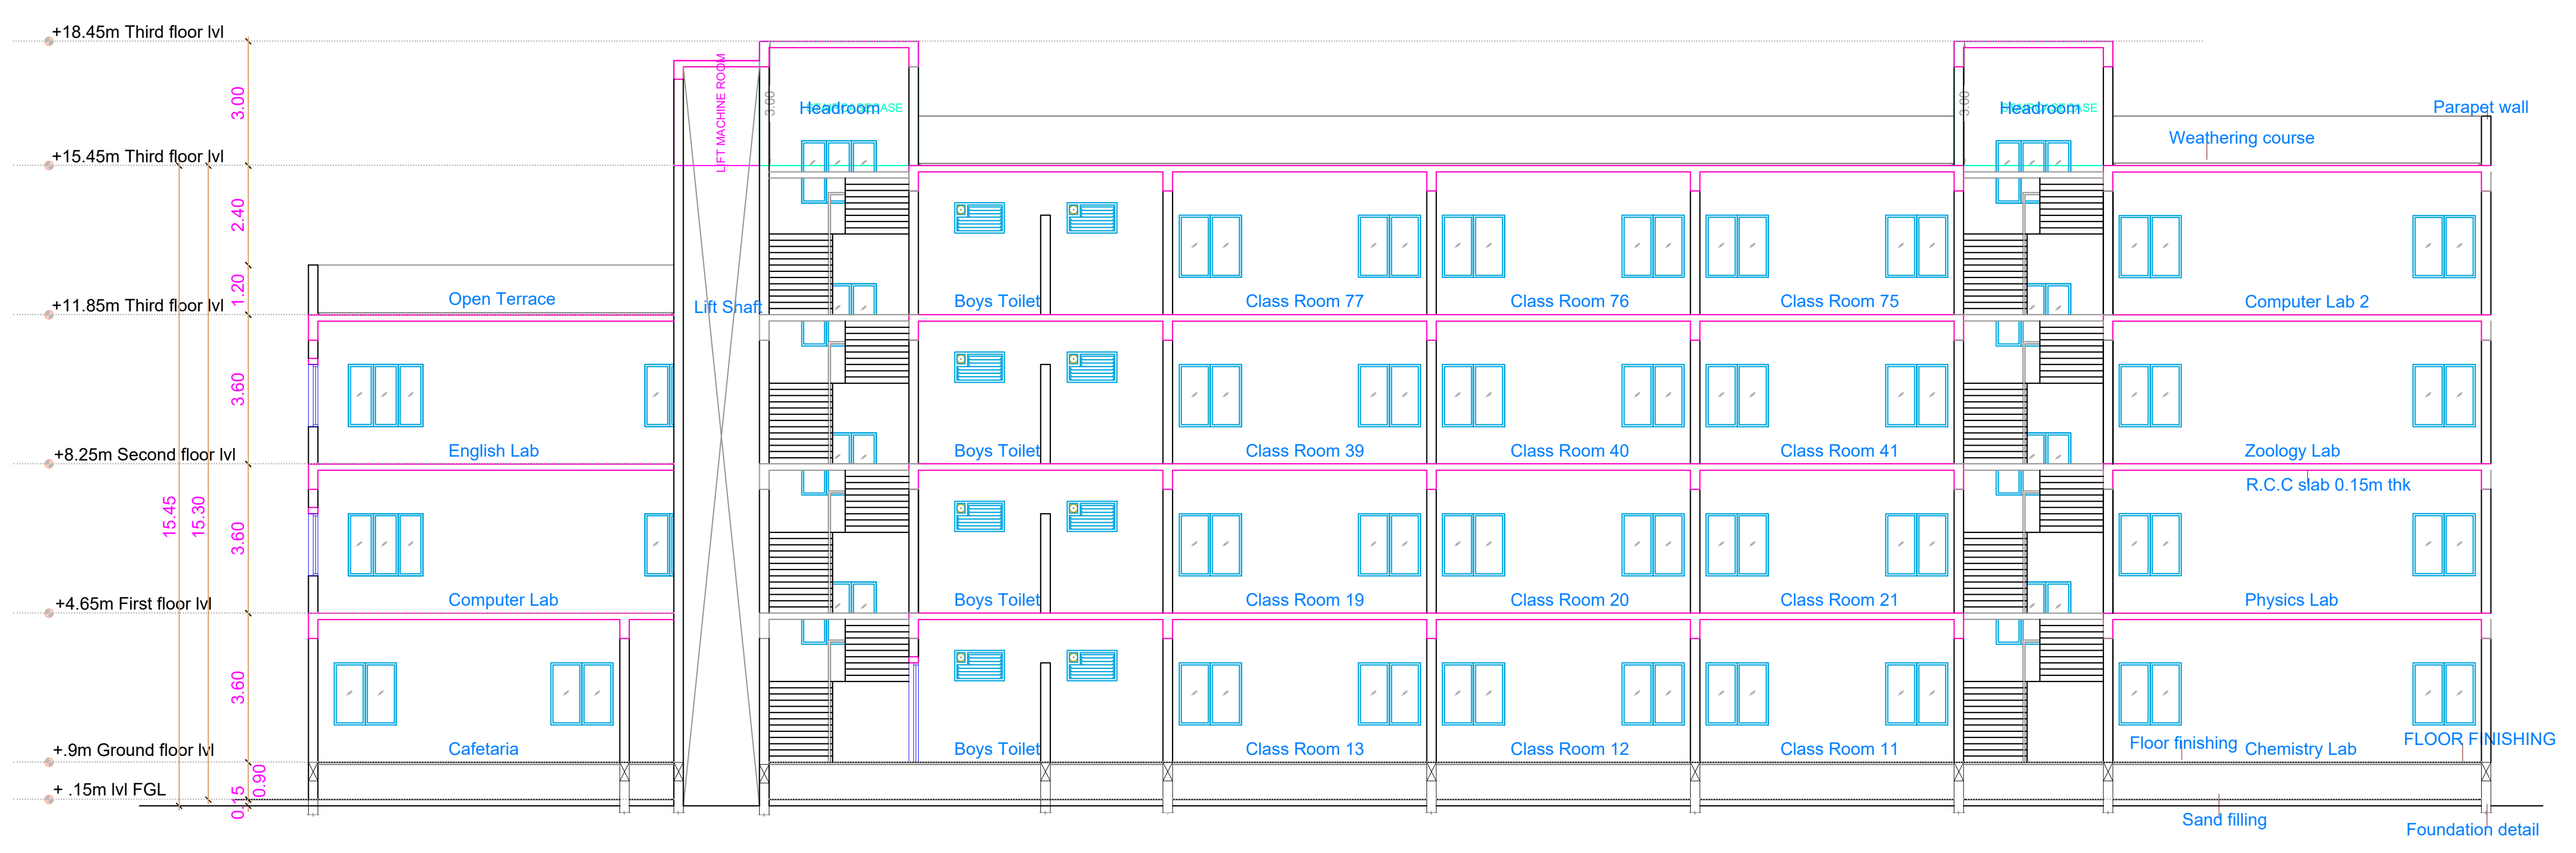 +18.45m Third floor lvl
3.00
LIFT MACHINE ROOM
3.00
Headroom
3.00
Headroom
Parapet wall
Weathering course
+15.45m Third floor lvl
2.40
1.20
Open Terrace
Lift Shaft
Boys Toilet
Class Room 77
Class Room 76
Class Room 75
Computer Lab 2
+11.85m Third floor lvl
3.60
English Lab
Boys Toilet
Class Room 39
Class Room 40
Class Room 41
Zoology Lab
+8.25m Second floor lvl
R.C.C slab 0.15m thk
15.45
15.30
3.60
Computer Lab
Boys Toilet
Class Room 19
Class Room 20
Class Room 21
Physics Lab
+4.65m First floor lvl
3.60
Cafetaria
Boys Toilet
Class Room 13
Class Room 12
Class Room 11
Floor finishing
Chemistry Lab
FLOOR FINISHING
+.9m Ground floor lvl
0.90
+ .15m lvl FGL
0.15
Sand filling
Foundation detail